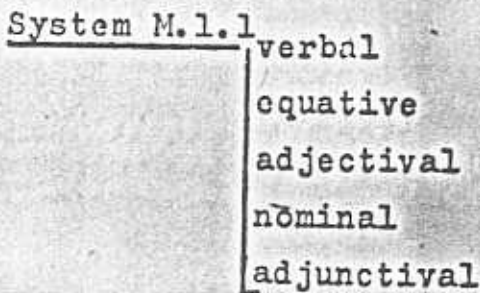 System M.1.1
verbal
equative
adjectival
nominal
adjunctival